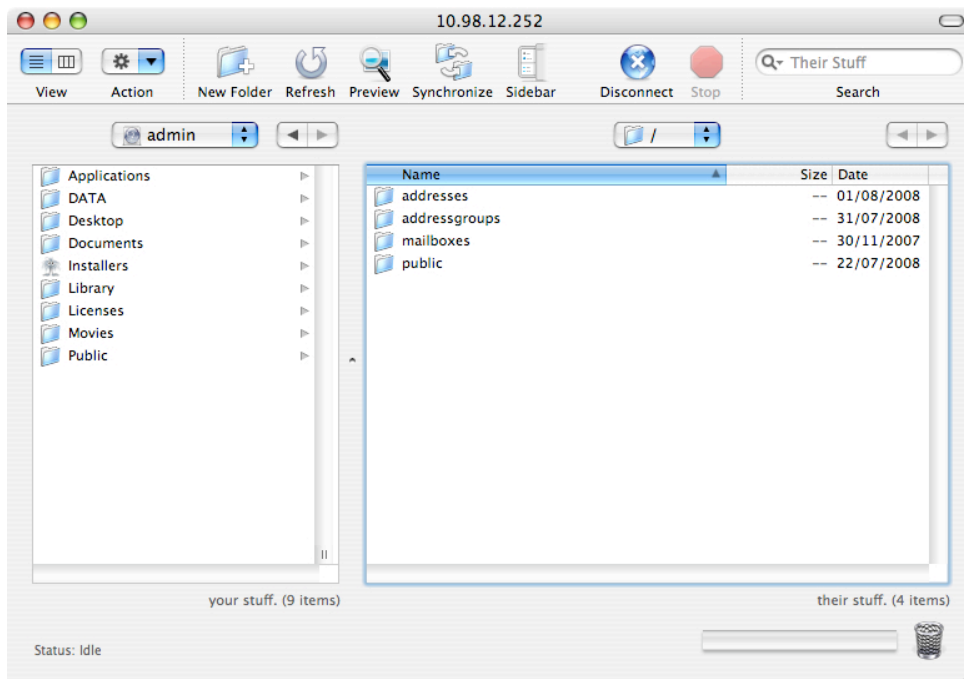 10.98.12.252
View Action New Folder Refresh Preview Synchronize Sidebar Disconnect Stop Their Stuff Search
admin /
Applications
DATA
Desktop
Documents
Installers
Library
Licenses
Movies
Public
Name Size Date
addresses -- 01/08/2008
addressgroups -- 31/07/2008
mailboxes -- 30/11/2007
public -- 22/07/2008
your stuff. (9 items)
their stuff. (4 items)
Status: Idle